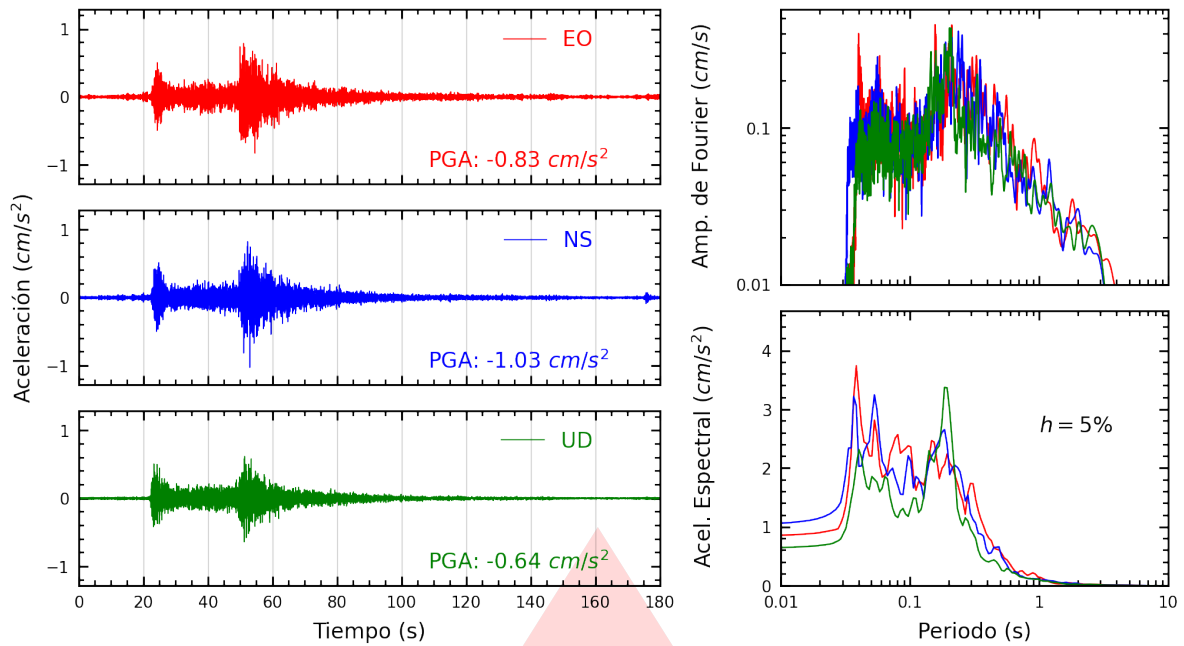 Aceleración (cm/s²)
1
0
−1
EO
PGA: -0.83 cm/s²
1
0
−1
NS
PGA: -1.03 cm/s²
1
0
−1
UD
PGA: -0.64 cm/s²
0 20 40 60 80 100 120 140 160 180
Tiempo (s)
Amp. de Fourier (cm/s)
0.1
0.01
Acel. Espectral (cm/s²)
4
3
2
1
0
h = 5%
0.01 0.1 1 10
Periodo (s)